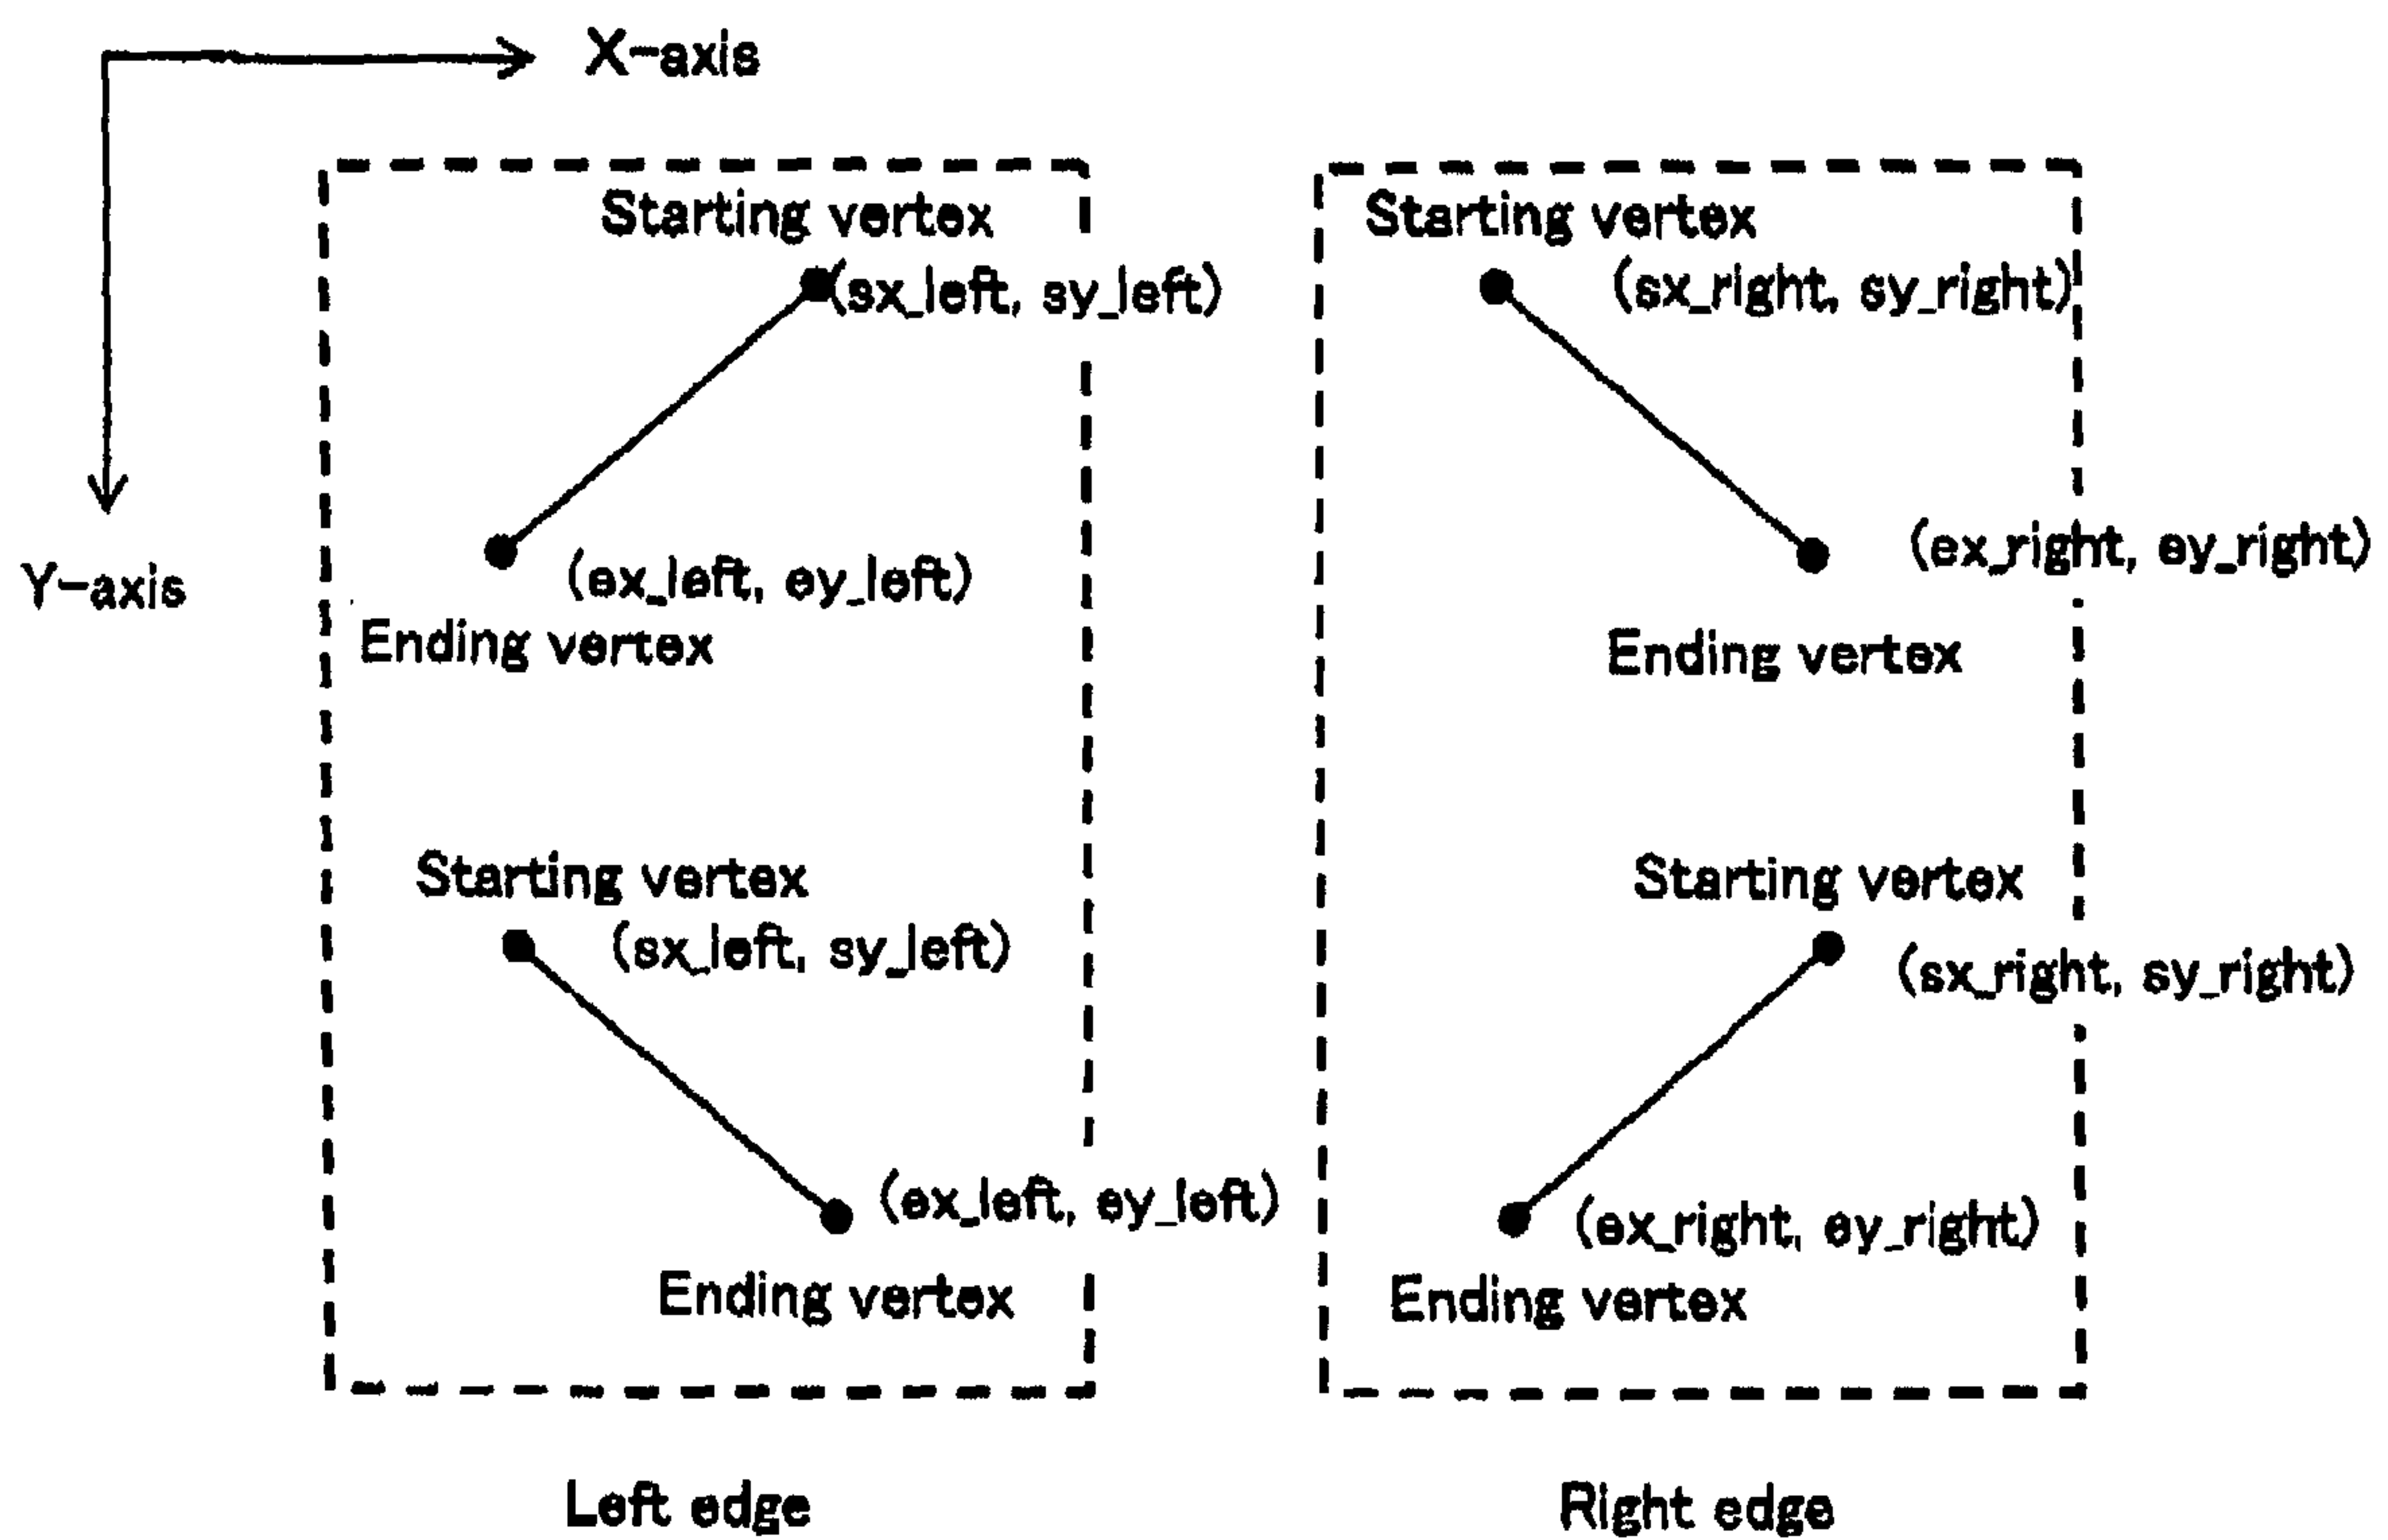 X-axis
Y-axis
Starting vertex
(sx_left, sy_left)
(ex_left, ey_left)
Ending vertex
Starting vertex
(sx_left, sy_left)
(ex_left, ey_left)
Ending vertex
Left edge
Starting vertex
(sx_right, sy_right)
(ex_right, ey_right)
Ending vertex
Starting vertex
(sx_right, sy_right)
(ex_right, ey_right)
Ending vertex
Right edge